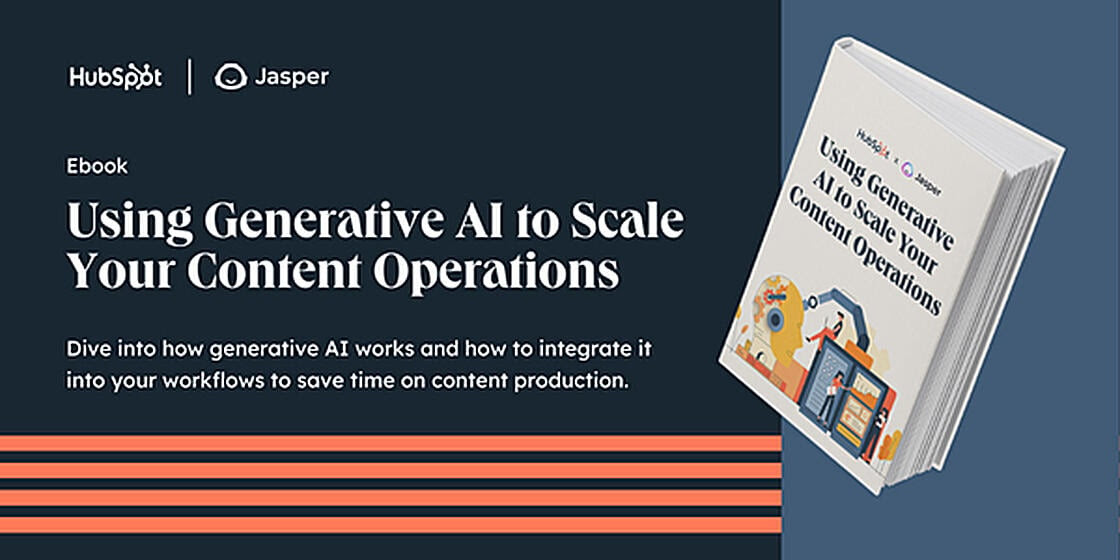 HubSpot | Jasper
Ebook
Using Generative AI to Scale
Your Content Operations
Dive into how generative AI works and how to integrate it
into your workflows to save time on content production.
HubSpot x Jasper
Using Generative
AI to Scale Your
Content Operations